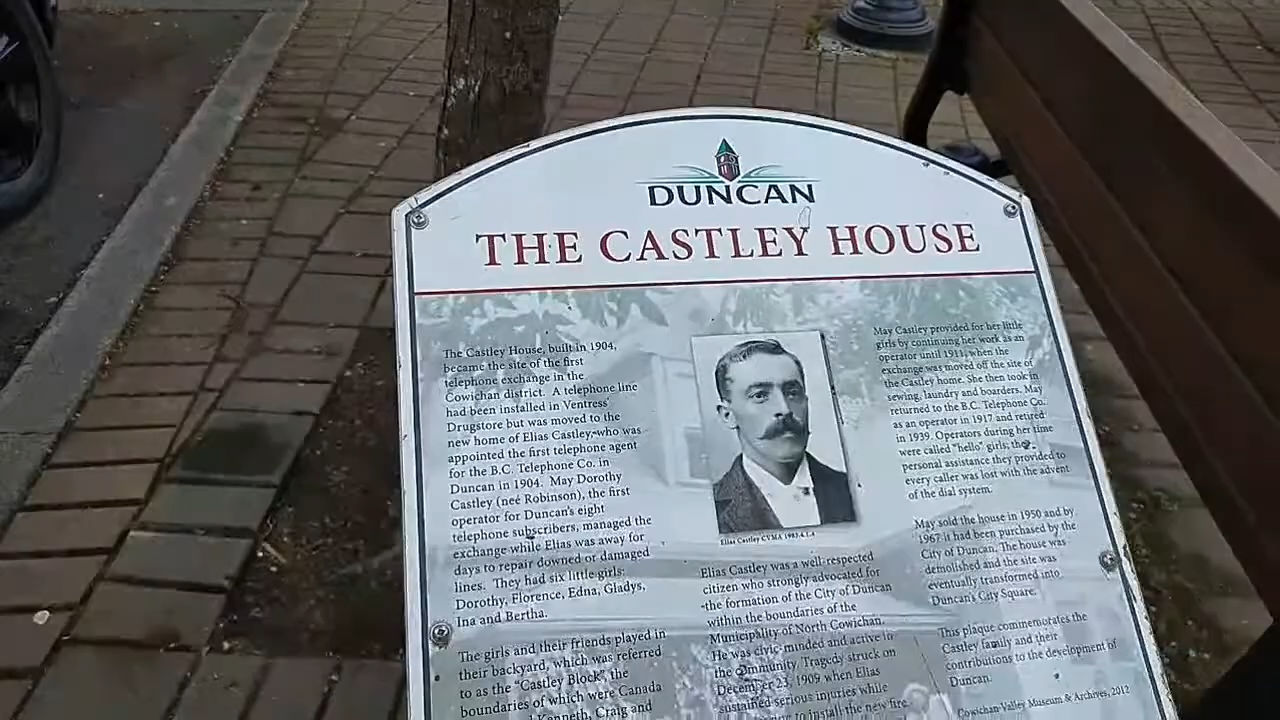 DUNCAN
THE CASTLEY HOUSE
The Castley House, built in 1904,
became the site of the first
telephone exchange in the
Cowichan district. A telephone line
had been installed in Ventress'
Drugstore but was moved to the
new home of Elias Castley, who was
appointed the first telephone agent
for the B.C. Telephone Co. in
Duncan in 1904. May Dorothy
Castley (neé Robinson), the first
operator for Duncan's eight
telephone subscribers, managed the
exchange while Elias was away for
days to repair downed or damaged
lines. They had six little girls:
Dorothy, Florence, Edna, Gladys,
Ina and Bertha.
The girls and their friends played in
their backyard, which was referred
to as the "Castley Block", the
boundaries of which were Canada
Kenneth, Craig and
Elias Castley CVMA
Elias Castley was a well-respected
citizen who strongly advocated for
the formation of the City of Duncan
within the boundaries of the
Municipality of North Cowichan.
He was civic-minded and active in
the community. Tragedy struck on
December 23, 1909 when Elias
sustained serious injuries while
to install the new fire
May Castley provided for her little
girls by continuing her work as an
operator until 1911, when the
exchange was moved off the site of
the Castley home. She then took in
sewing, laundry and boarders. May
returned to the B.C. Telephone Co.
as an operator in 1917 and retired
in 1939. Operators during her time
were called "hello" girls; the
personal assistance they provided to
every caller was lost with the advent
of the dial system.
May sold the house in 1950 and by
1967 it had been purchased by the
City of Duncan. The house was
demolished and the site was
eventually transformed into
Duncan's City Square.
This plaque commemorates the
Castley family and their
contributions to the development of
Duncan.
Cowichan Valley Museum & Archives, 2012